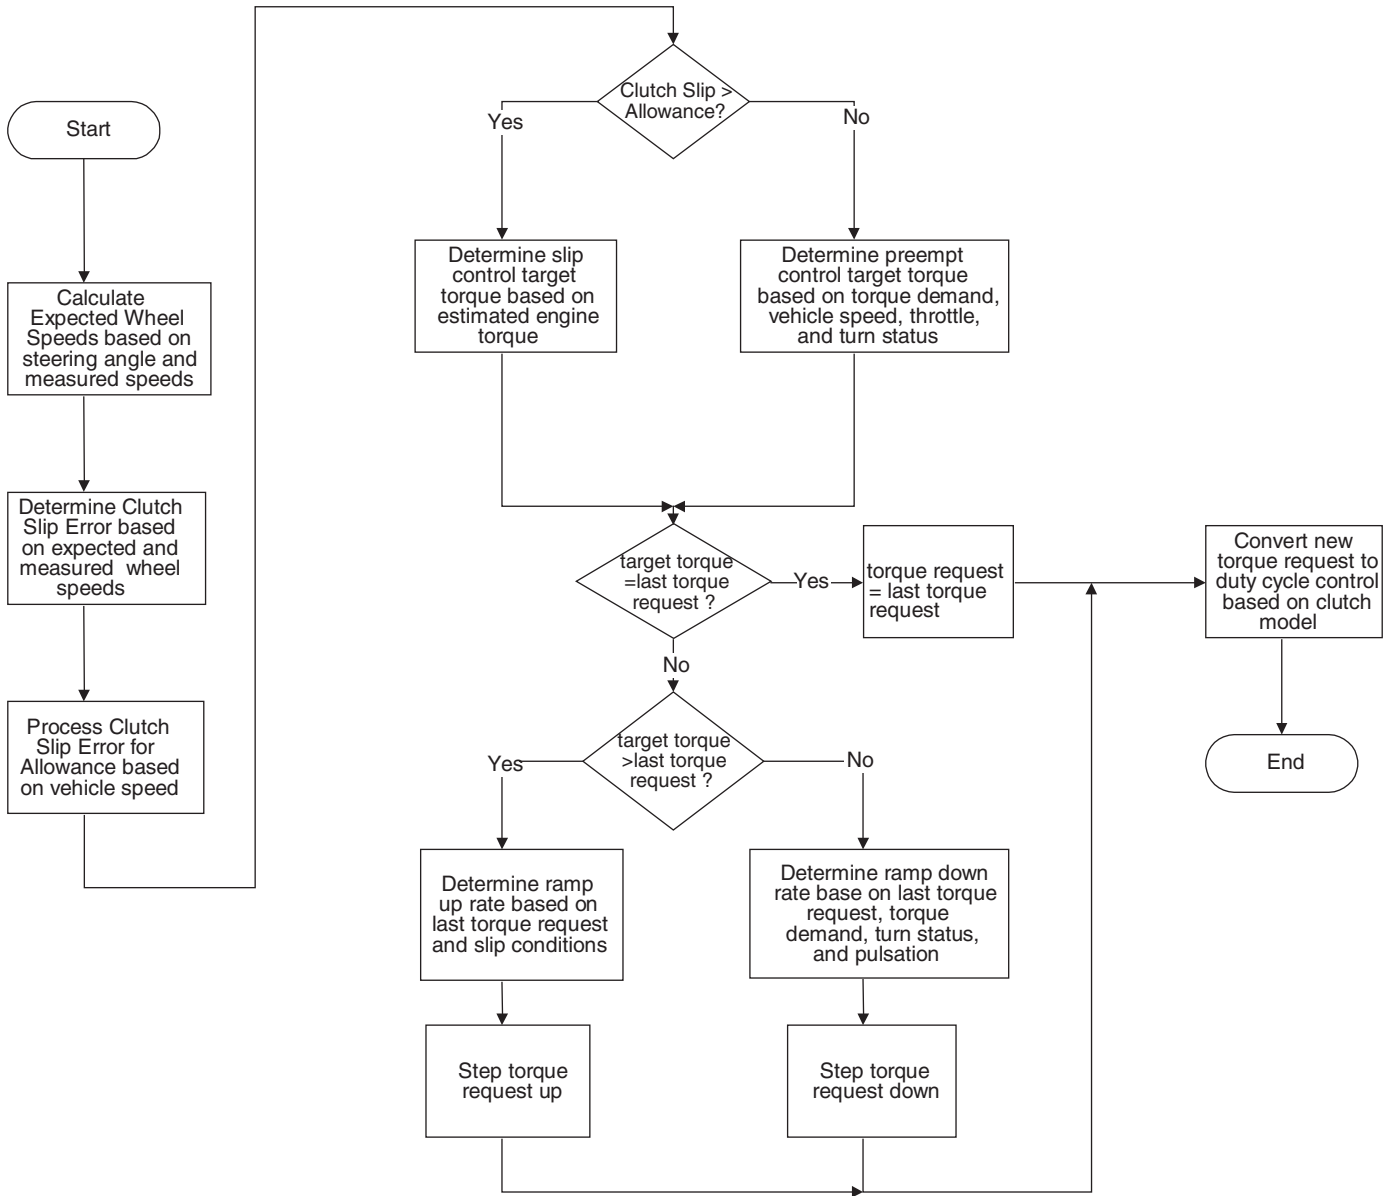 Start
Calculate
Expected Wheel
Speeds based on
steering angle and
measured speeds
Determine Clutch
Slip Error based
on expected and
measured wheel
speeds
Process Clutch
Slip Error for
Allowance based
on vehicle speed
Clutch Slip >
Allowance?
Yes
No
Determine slip
control target
torque based on
estimated engine
torque
Determine preempt
control target torque
based on torque demand,
vehicle speed, throttle,
and turn status
target torque
=last torque
request ?
Yes
torque request
= last torque
request
Convert new
torque request to
duty cycle control
based on clutch
model
End
No
target torque
>last torque
request ?
Yes
No
Determine ramp
up rate based on
last torque request
and slip conditions
Determine ramp down
rate base on last torque
request, torque
demand, turn status,
and pulsation
Step torque
request up
Step torque
request down